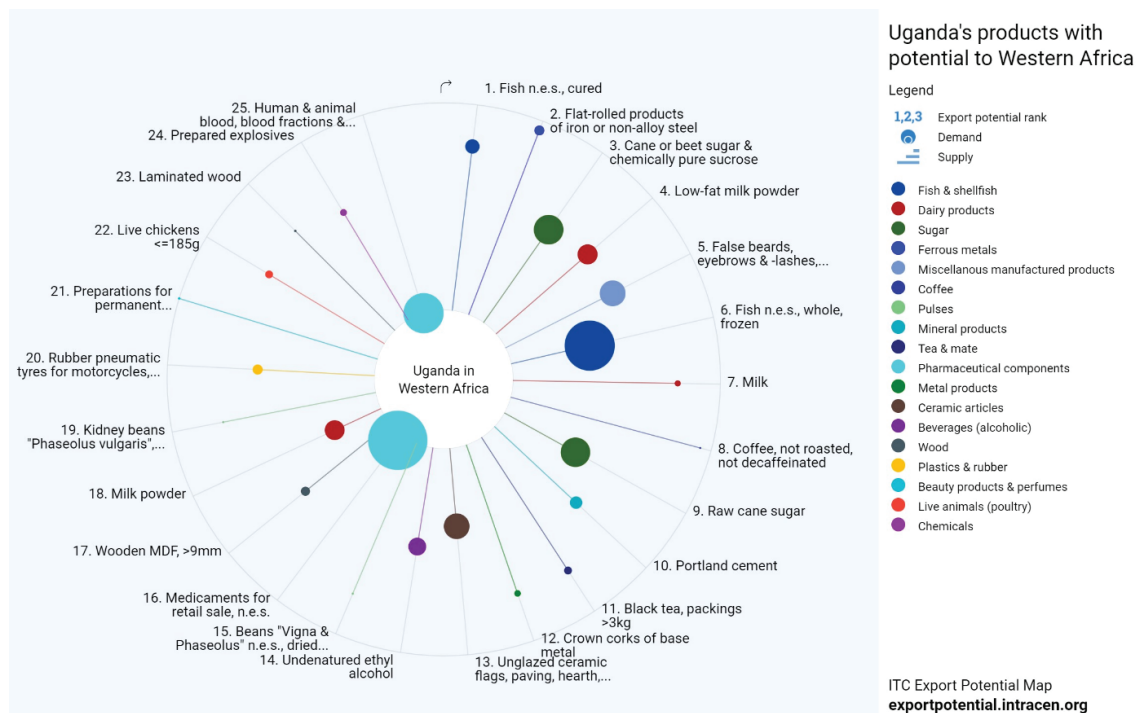 Uganda's products with
potential to Western Africa
Legend
1,2,3 Export potential rank
Demand
Supply
Fish & shellfish
Dairy products
Sugar
Ferrous metals
Miscellanous manufactured products
Coffee
Pulses
Mineral products
Tea & mate
Pharmaceutical components
Metal products
Ceramic articles
Beverages (alcoholic)
Wood
Plastics & rubber
Beauty products & perfumes
Live animals (poultry)
Chemicals
ITC Export Potential Map
exportpotential.intracen.org
Uganda in
Western Africa
1. Fish n.e.s., cured
2. Flat-rolled products
of iron or non-alloy steel
3. Cane or beet sugar &
chemically pure sucrose
4. Low-fat milk powder
5. False beards,
eyebrows & -lashes,...
6. Fish n.e.s., whole,
frozen
7. Milk
8. Coffee, not roasted,
not decaffeinated
9. Raw cane sugar
10. Portland cement
11. Black tea, packings
>3kg
12. Crown corks of base
metal
13. Unglazed ceramic
flags, paving, hearth,...
14. Undenatured ethyl
alcohol
15. Beans "Vigna &
Phaseolus" n.e.s., dried...
16. Medicaments for
retail sale, n.e.s.
17. Wooden MDF, >9mm
18. Milk powder
19. Kidney beans
"Phaseolus vulgaris",...
20. Rubber pneumatic
tyres for motorcycles,...
21. Preparations for
permanent...
22. Live chickens
<=185g
23. Laminated wood
24. Prepared explosives
25. Human & animal
blood, blood fractions &...